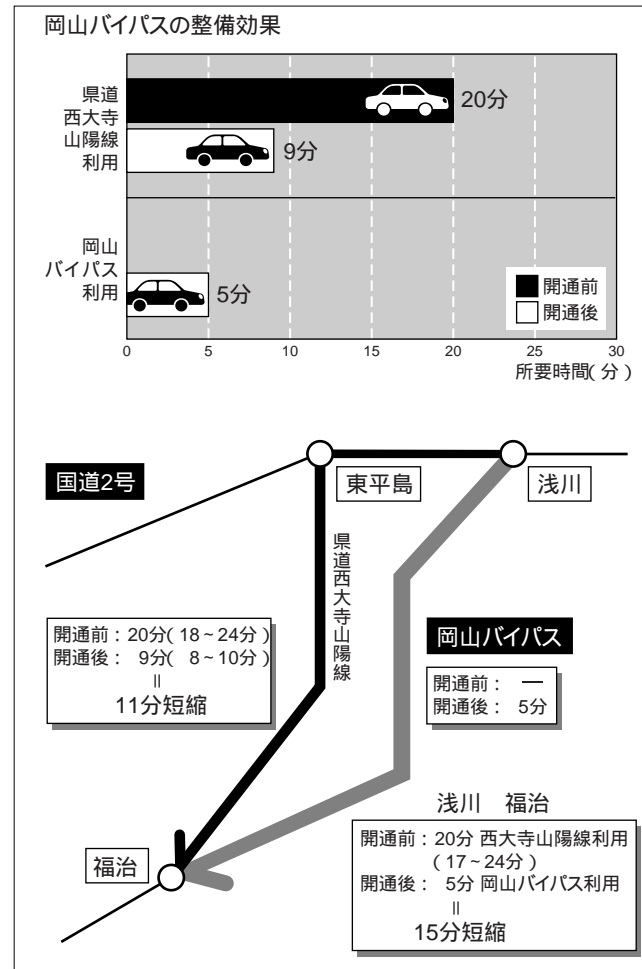 岡山バイパスの整備効果
県道
西大寺
山陽線
利用
20分
9分
岡山
バイパス
利用
5分
開通前
開通後
0 5 10 15 20 25 30
所要時間(分)
国道2号
東平島
浅川
県道西大寺山陽線
開通前：20分(18~24分)
開通後： 9分( 8~10分)
॥
11分短縮
岡山バイパス
開通前： ―
開通後： 5分
福治
浅川 福治
開通前：20分 西大寺山陽線利用
(17~24分)
開通後： 5分 岡山バイパス利用
॥
15分短縮